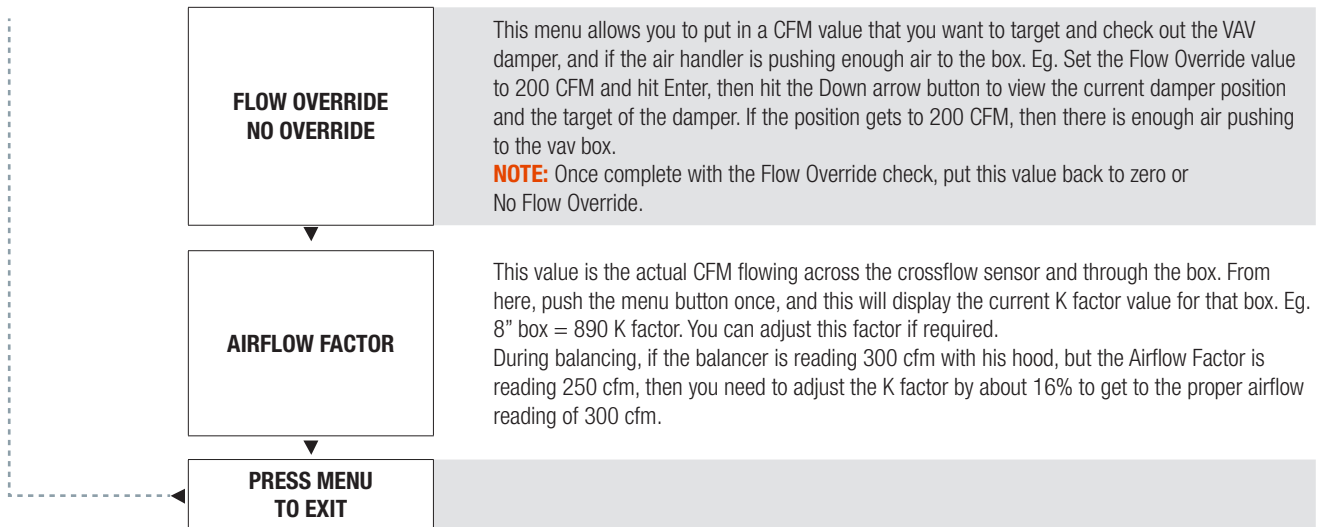 FLOW OVERRIDE
NO OVERRIDE
This menu allows you to put in a CFM value that you want to target and check out the VAV
damper, and if the air handler is pushing enough air to the box. Eg. Set the Flow Override value
to 200 CFM and hit Enter, then hit the Down arrow button to view the current damper position
and the target of the damper. If the position gets to 200 CFM, then there is enough air pushing
to the vav box.
NOTE: Once complete with the Flow Override check, put this value back to zero or
No Flow Override.
AIRFLOW FACTOR
This value is the actual CFM flowing across the crossflow sensor and through the box. From
here, push the menu button once, and this will display the current K factor value for that box. Eg.
8” box = 890 K factor. You can adjust this factor if required.
During balancing, if the balancer is reading 300 cfm with his hood, but the Airflow Factor is
reading 250 cfm, then you need to adjust the K factor by about 16% to get to the proper airflow
reading of 300 cfm.
PRESS MENU
TO EXIT